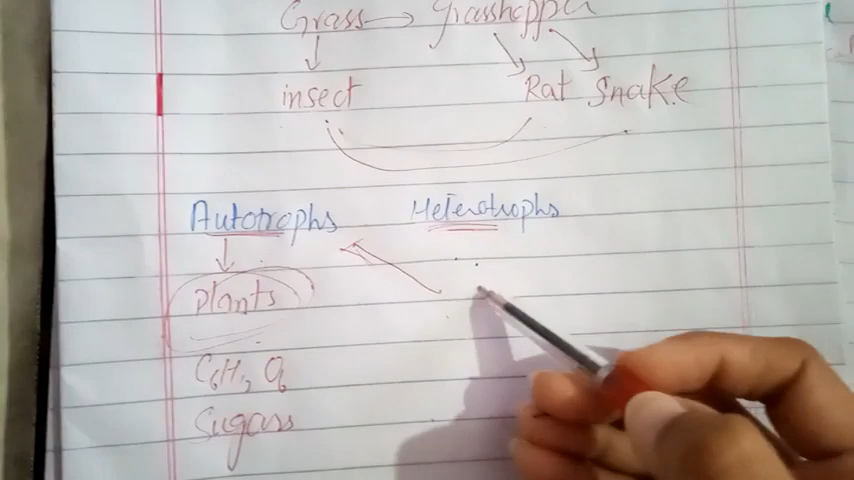 Grass → Grasshopper
insect Rat Snake
Autotrophs Heterotrophs
Plants
C6H12O6
Sugars